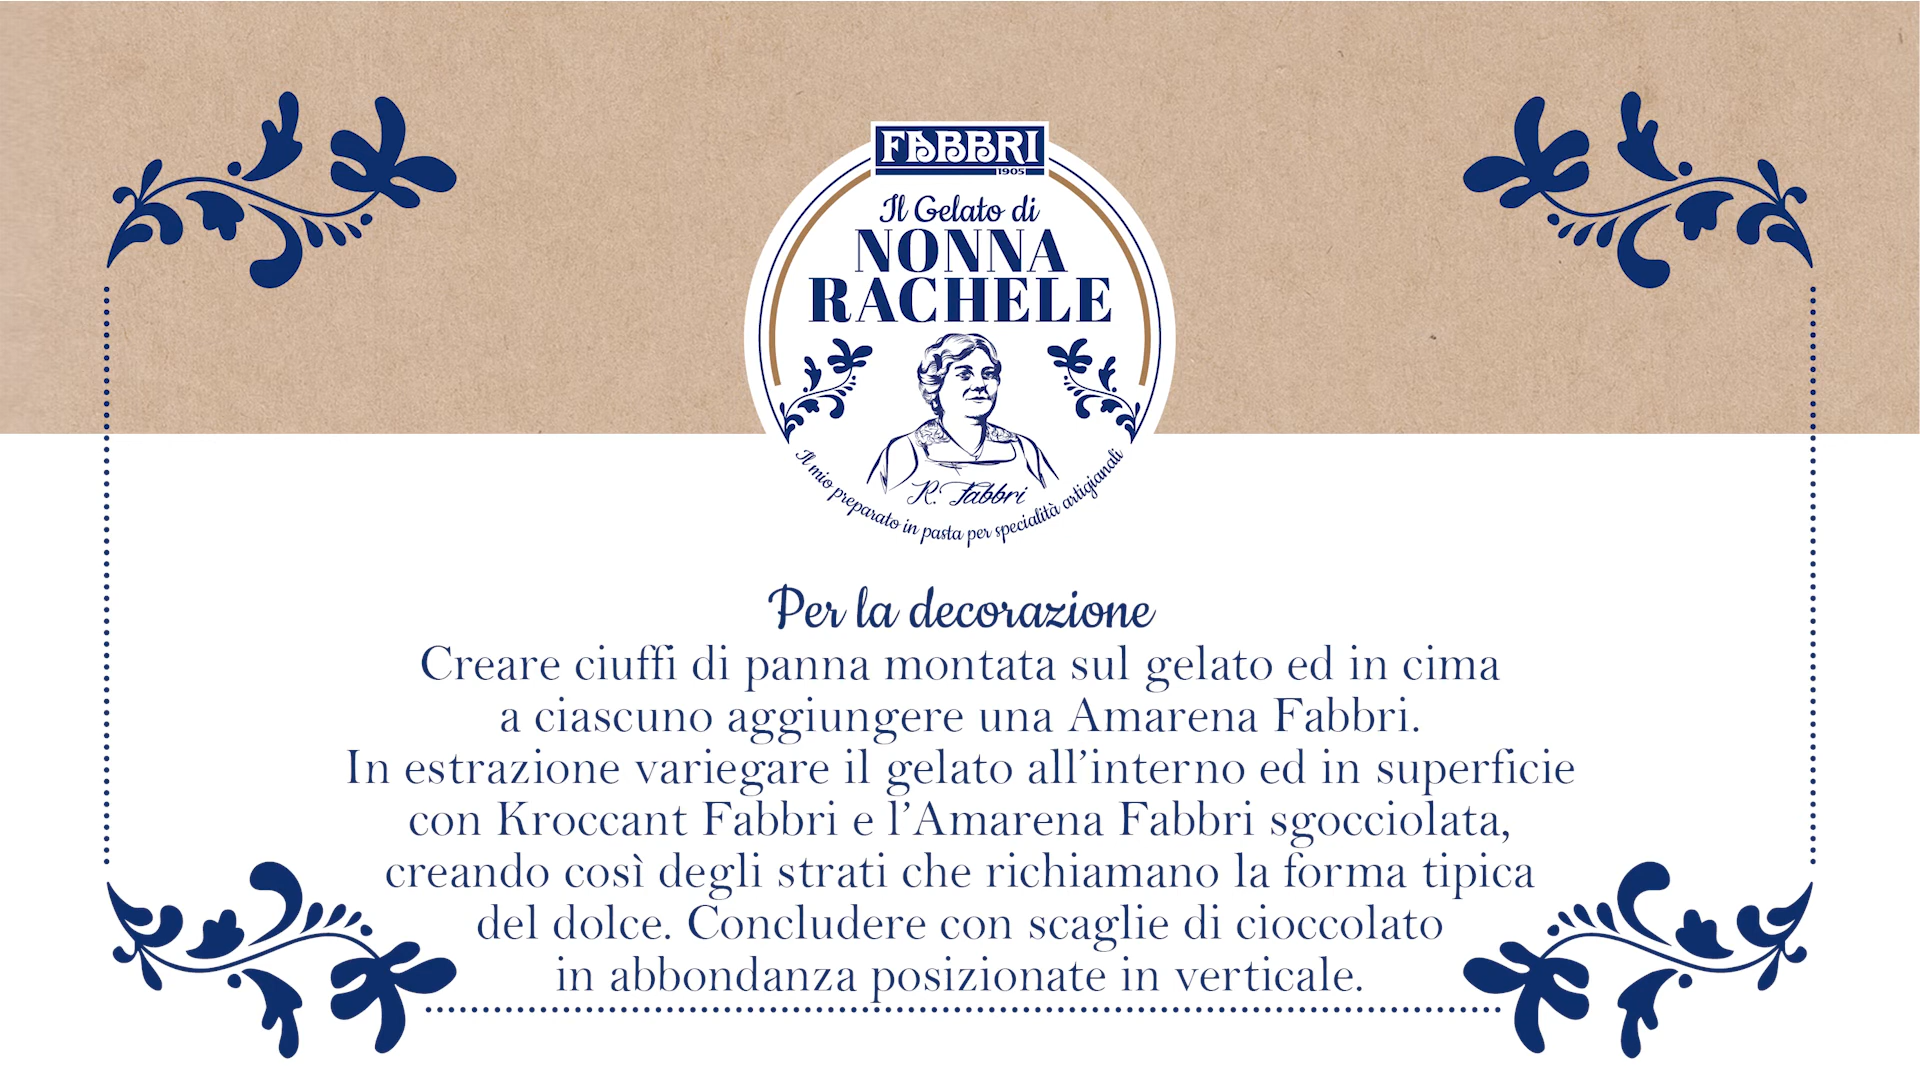 FABBRI
1905
Il Gelato di
NONNA
RACHELE
R. Fabbri
Il mio preparato in pasta per specialità artigianali
Per la decorazione
Creare ciuffi di panna montata sul gelato ed in cima
a ciascuno aggiungere una Amarena Fabbri.
In estrazione variegare il gelato all’interno ed in superficie
con Kroccant Fabbri e l’Amarena Fabbri sgocciolata,
creando così degli strati che richiamano la forma tipica
del dolce. Concludere con scaglie di cioccolato
in abbondanza posizionate in verticale.